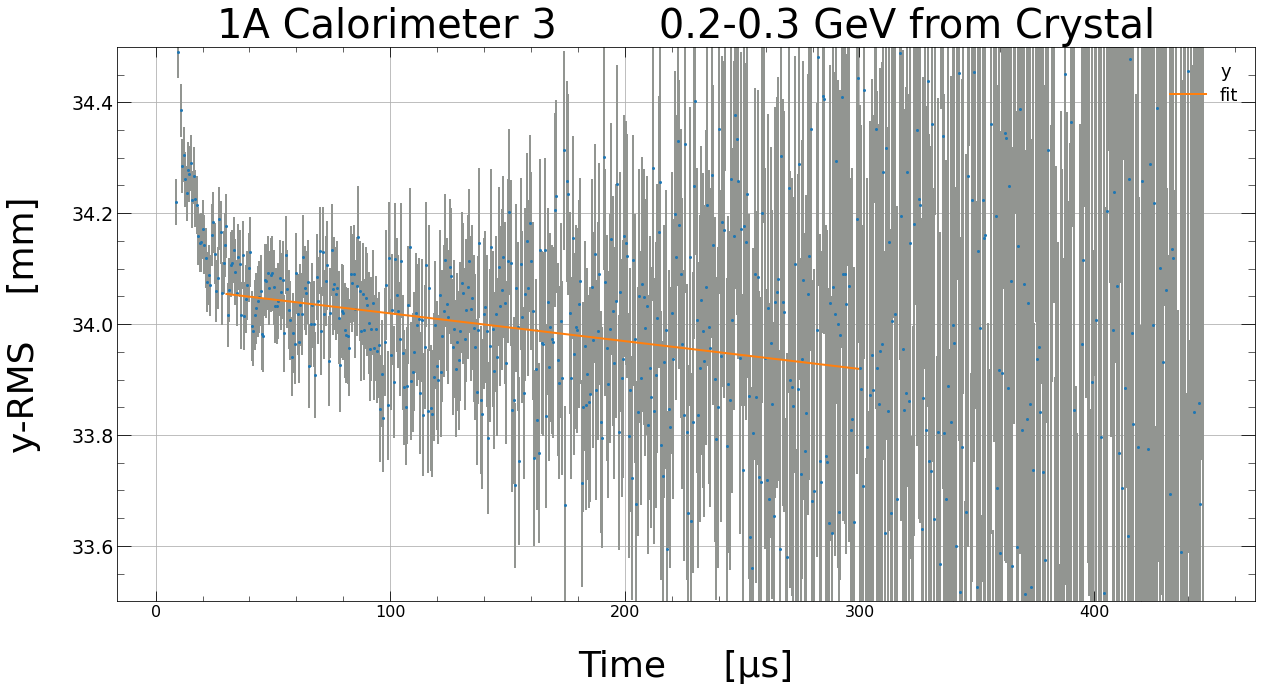 1A Calorimeter 3 0.2-0.3 GeV from Crystal
y
fit
y-RMS [mm]
34.4
34.2
34.0
33.8
33.6
0 100 200 300 400
Time [µs]